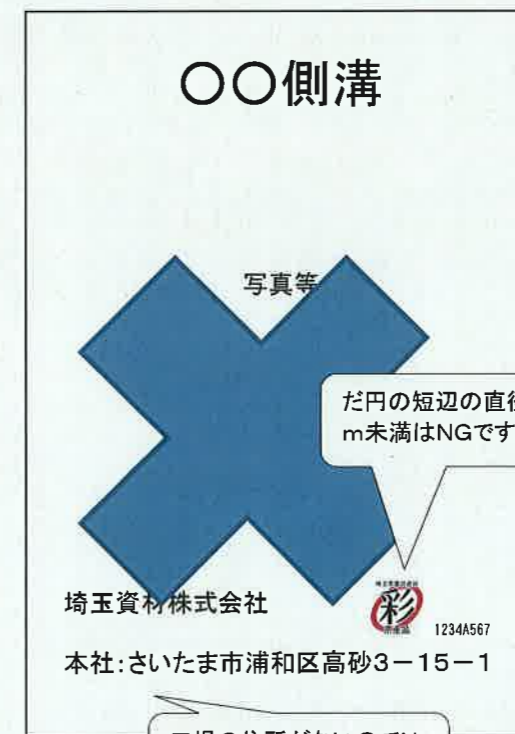 〇〇側溝
写真等
だ円の短辺の直径
m未満はNGです
埼玉資材株式会社
彩
1234A567
本社：さいたま市浦和区高砂3－15－1